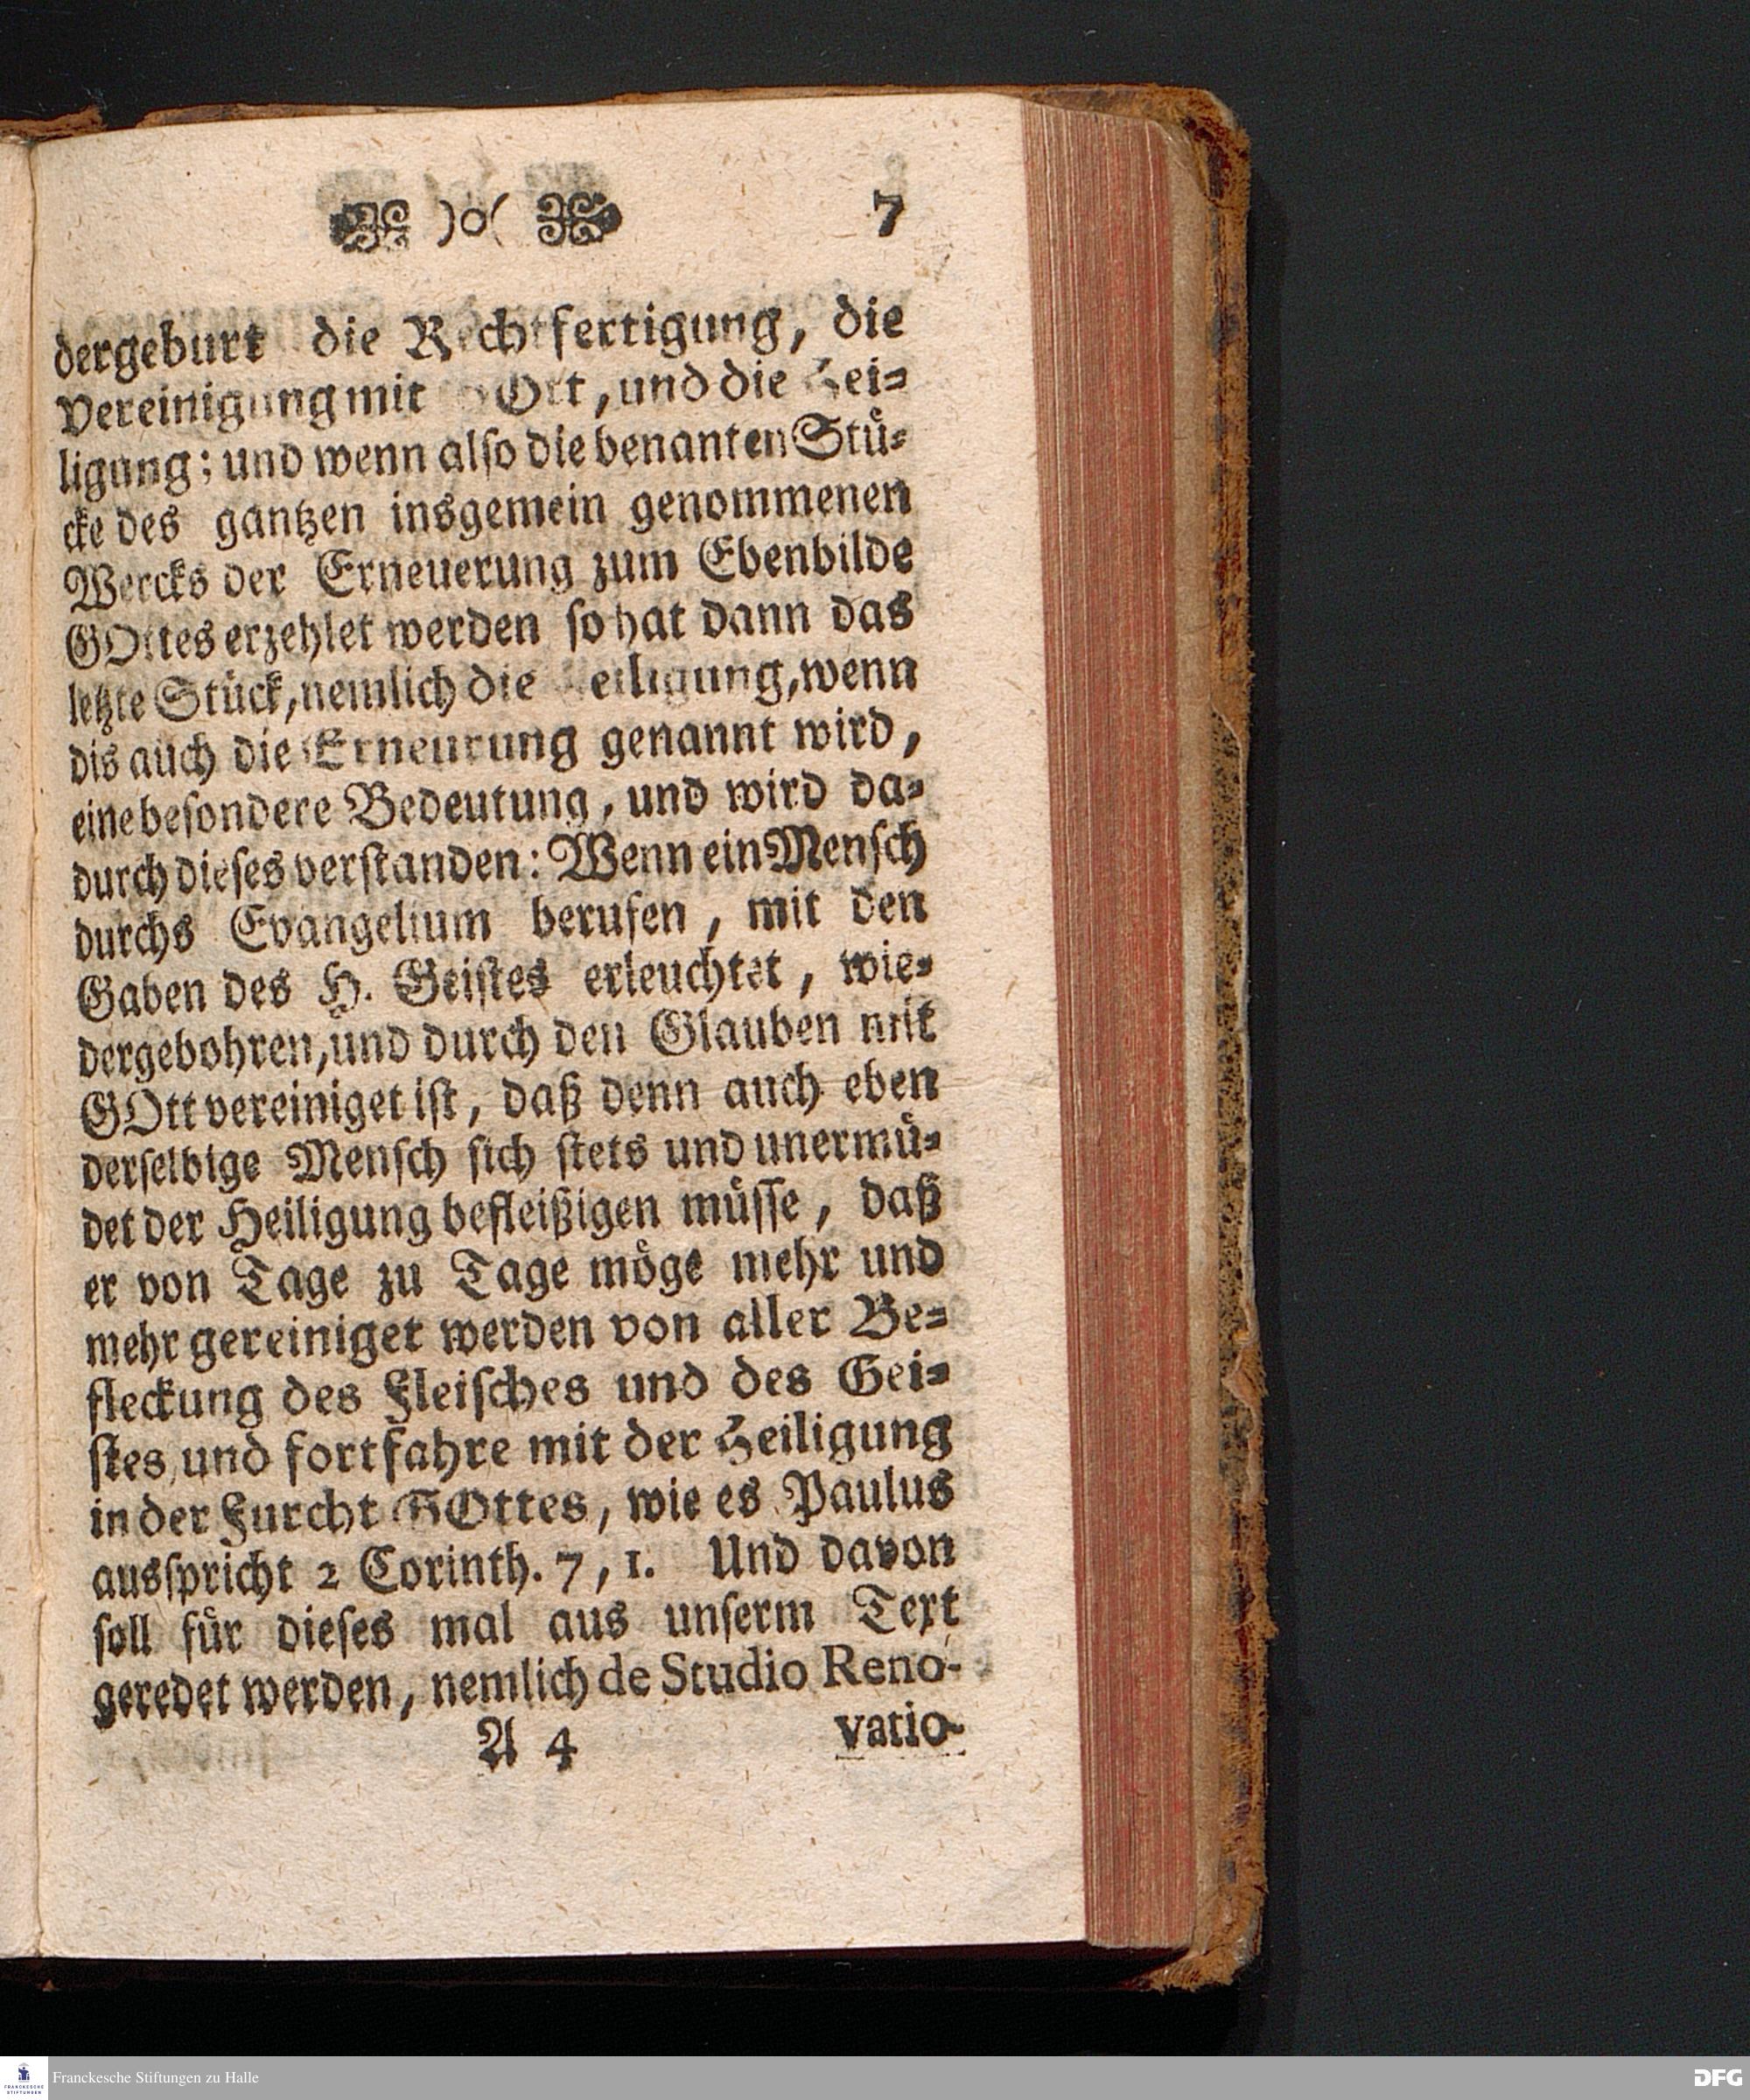 )o( 7
dergeburt die Rechtfertigung, die
Vereinigung mit GOtt, und die Hei⸗
ligung; und wenn also die benanten Stü⸗
cke des gantzen insgemein genommenen
Wercks der Erneuerung zum Ebenbilde
GOttes erzehlet werden so hat dann das
letzte Stück, nemlich die Heiligung, wenn
dis auch die Erneurung genannt wird,
eine besondere Bedeutung, und wird da⸗
durch dieses verstanden: Wenn ein Mensch
durchs Evangelium berufen, mit den
Gaben des H. Geistes erleuchtet, wie⸗
dergebohren, und durch den Glauben mit
GOtt vereiniget ist, daß denn auch eben
derselbige Mensch sich stets und unermü⸗
det der Heiligung befleißigen müsse, daß
er von Tage zu Tage möge mehr und
mehr gereiniget werden von aller Be⸗
fleckung des Fleisches und des Gei⸗
stes, und fortfahre mit der Heiligung
in der Furcht GOttes, wie es Paulus
ausspricht 2 Corinth. 7, 1. Und davon
soll für dieses mal aus unserm Text
geredet werden, nemlich de Studio Reno-
A 4 vatio-
FRANCKESCHE STIFTUNGEN
Franckesche Stiftungen zu Halle
DFG